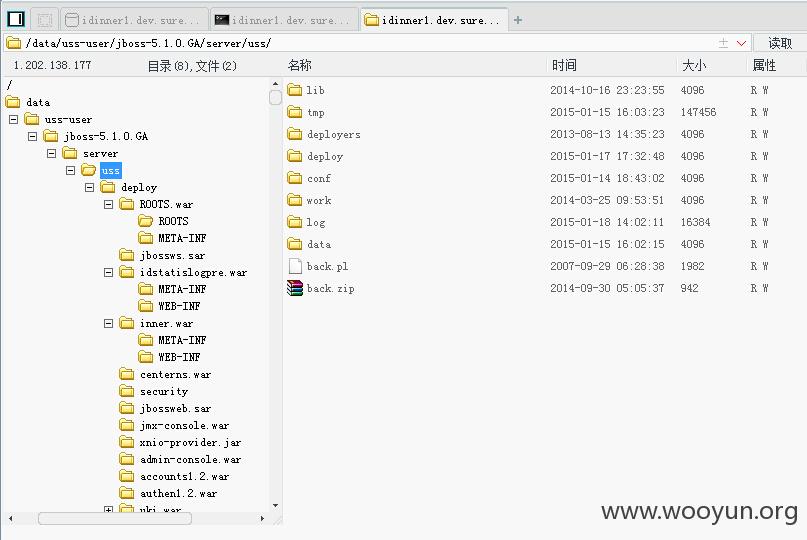 idinner1.dev.sure... idinner1.dev.sure... idinner1.dev.sure...
/data/uss-user/jboss-5.1.0.GA/server/uss/ 读取
1.202.138.177 目录(8),文件(2) 名称 时间 大小 属性
/
data
uss-user
jboss-5.1.0.GA
server
uss
deploy
ROOTS.war
ROOTS
META-INF
jbossws.sar
idstatislogpre.war
META-INF
WEB-INF
inner.war
META-INF
WEB-INF
centerns.war
security
jbossweb.sar
jmx-console.war
xnio-provider.jar
admin-console.war
accounts1.2.war
authen1.2.war
uki.war
lib 2014-10-16 23:23:55 4096 R W
tmp 2015-01-15 16:03:23 147456 R W
deployers 2013-08-13 14:35:23 4096 R W
deploy 2015-01-17 17:32:48 4096 R W
conf 2015-01-14 18:43:02 4096 R W
work 2014-03-25 09:53:51 4096 R W
log 2015-01-18 14:02:11 16384 R W
data 2015-01-15 16:02:15 4096 R W
back.pl 2007-09-29 06:28:38 1982 R W
back.zip 2014-09-30 05:05:37 942 R W
www.wooyun.org